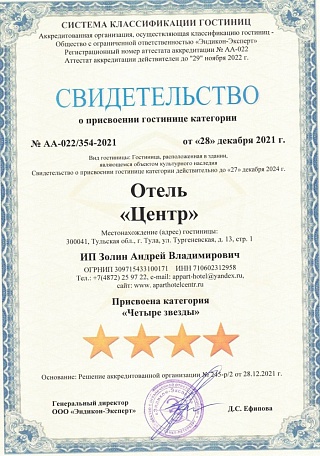 СИСТЕМА КЛАССИФИКАЦИИ ГОСТИНИЦ
Аккредитованная организация, осуществляющая классификацию гостиниц -
Общество с ограниченной ответственностью «Эндикон-Эксперт»
Регистрационный номер аттестата аккредитации № АА-022
Аттестат аккредитации действителен до "29" ноября 2022 г.
СВИДЕТЕЛЬСТВО
о присвоении гостинице категории
№ АА-022/354-2021 от «28» декабря 2021 г.
Вид гостиницы: Гостиница, расположенная в здании,
являющемся объектом культурного наследия
Свидетельство о присвоении гостинице категории действительно до «27» декабря 2024 г.
Отель
«Центр»
Местонахождение (адрес) гостиницы:
300041, Тульская обл., г. Тула, ул. Тургеневская, д. 13, стр. 1
ИП Золин Андрей Владимирович
ОГРНИП 309715433100171 ИНН 710602312958
Тел.: +7(4872) 25 97 22, e-mail: appart-hotel@yandex.ru,
сайт: www. aparthotelcentr.ru
Присвоена категория
«Четыре звезды»
Основание: Решение аккредитованной организации № 245-р/2 от 28.12.2021 г.
Генеральный директор
ООО «Эндикон-Эксперт» Д.С. Ефипова